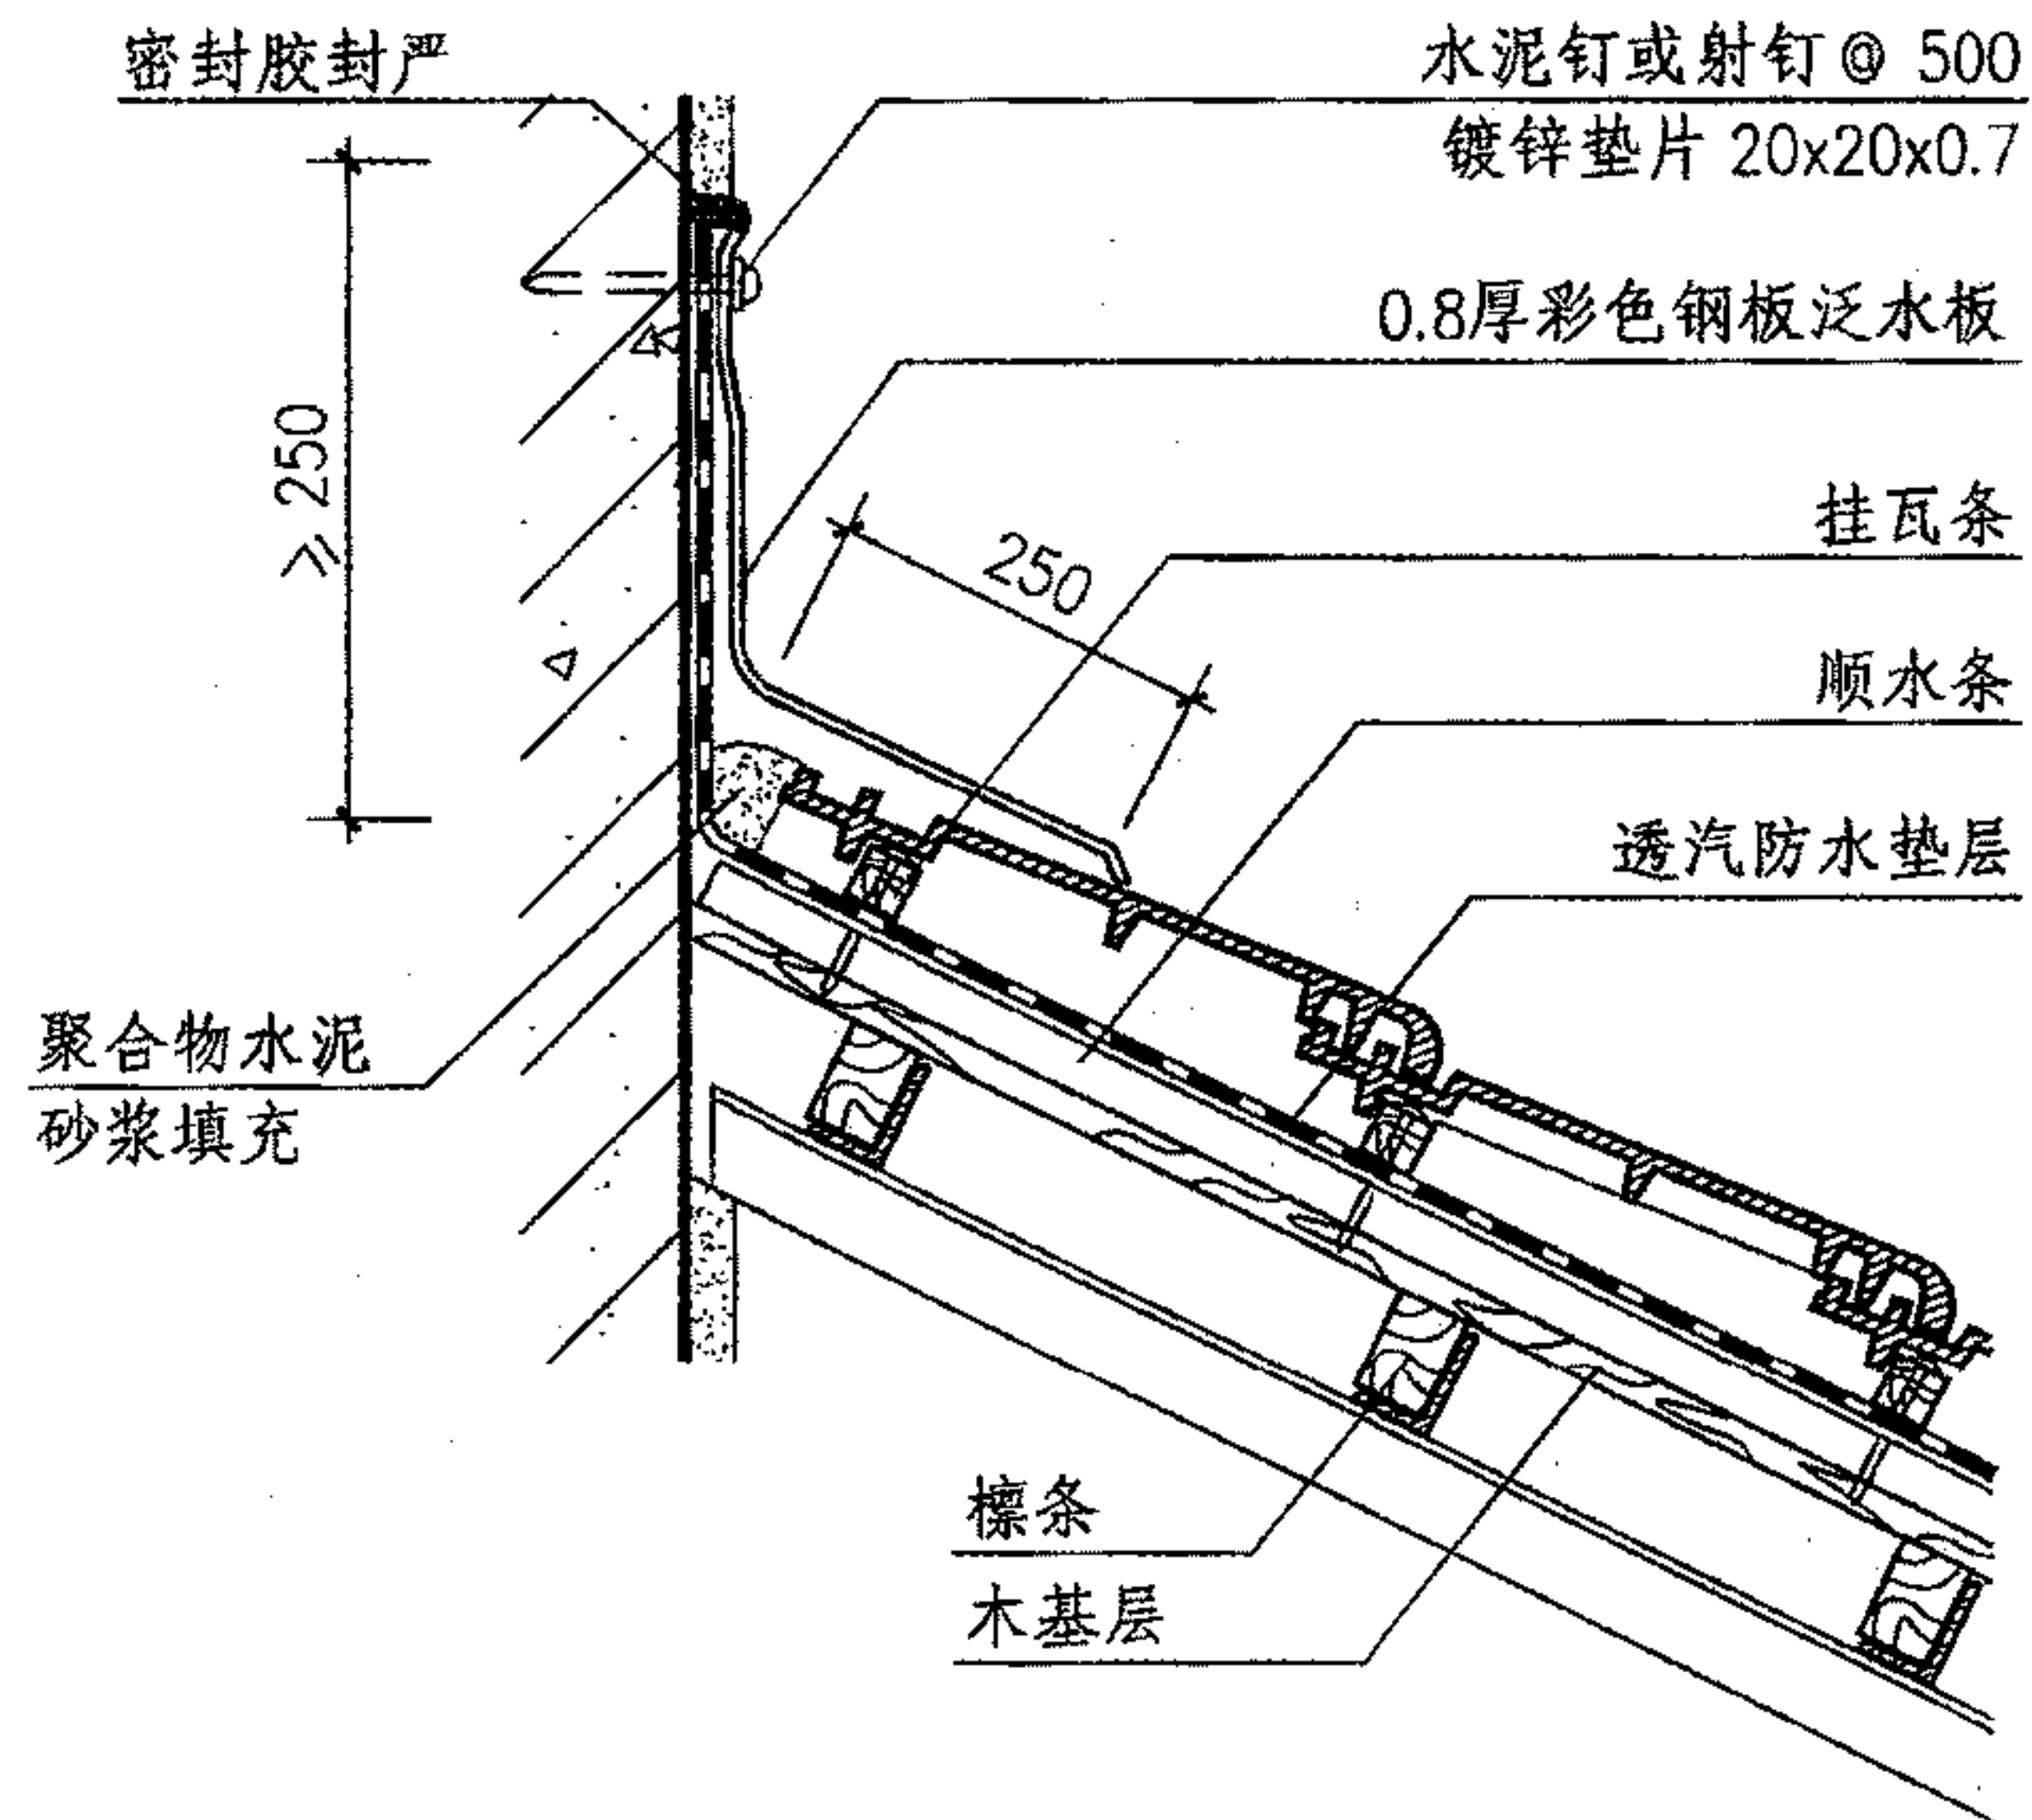 密封胶封严
水泥钉或射钉@ 500
镀锌垫片 20x20x0.7
0.8厚彩色钢板泛水板
≥250
250
挂瓦条
顺水条
透汽防水垫层
聚合物水泥
砂浆填充
檩条
木基层